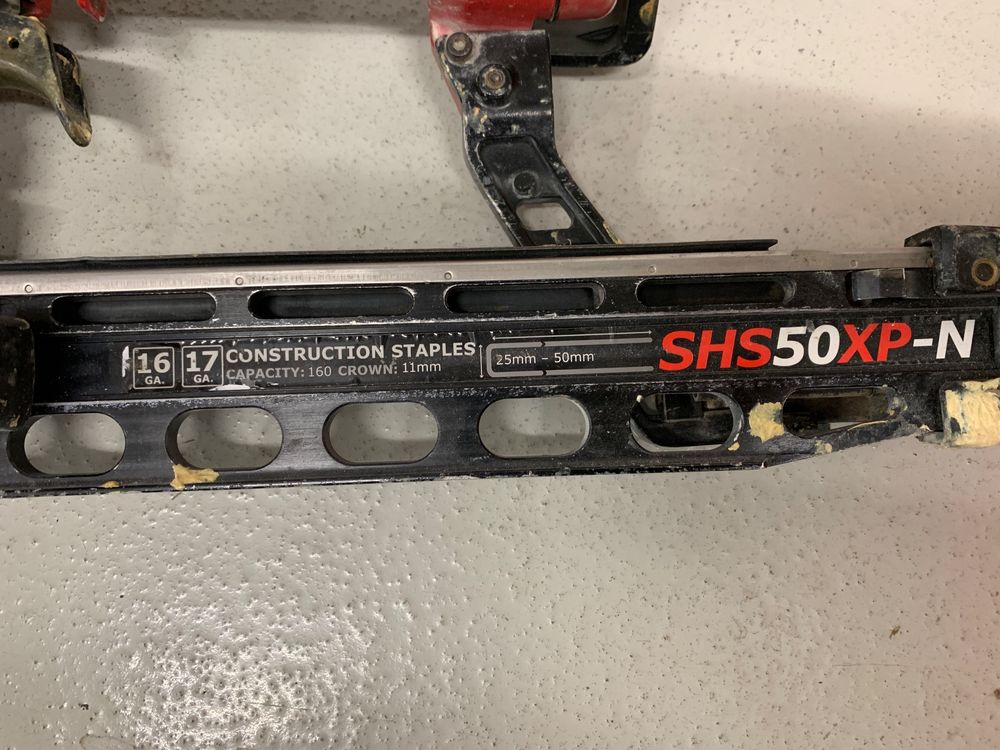 16 GA.
17 GA.
CONSTRUCTION STAPLES
CAPACITY: 160 CROWN: 11mm
25mm – 50mm
SHS50XP-N